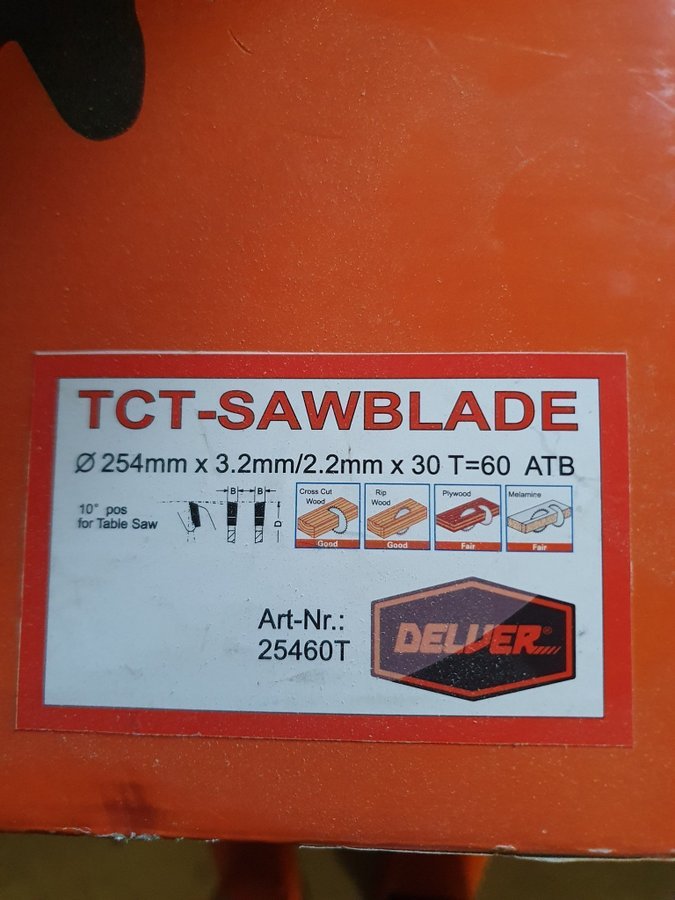 TCT-SAWBLADE
Ø 254mm x 3.2mm/2.2mm x 30 T=60 ATB
10° pos
for Table Saw
B B
D
Cross Cut
Wood
Good
Rip
Wood
Good
Plywood
Fair
Melamine
Fair
Art-Nr.:
25460T
DELVER®